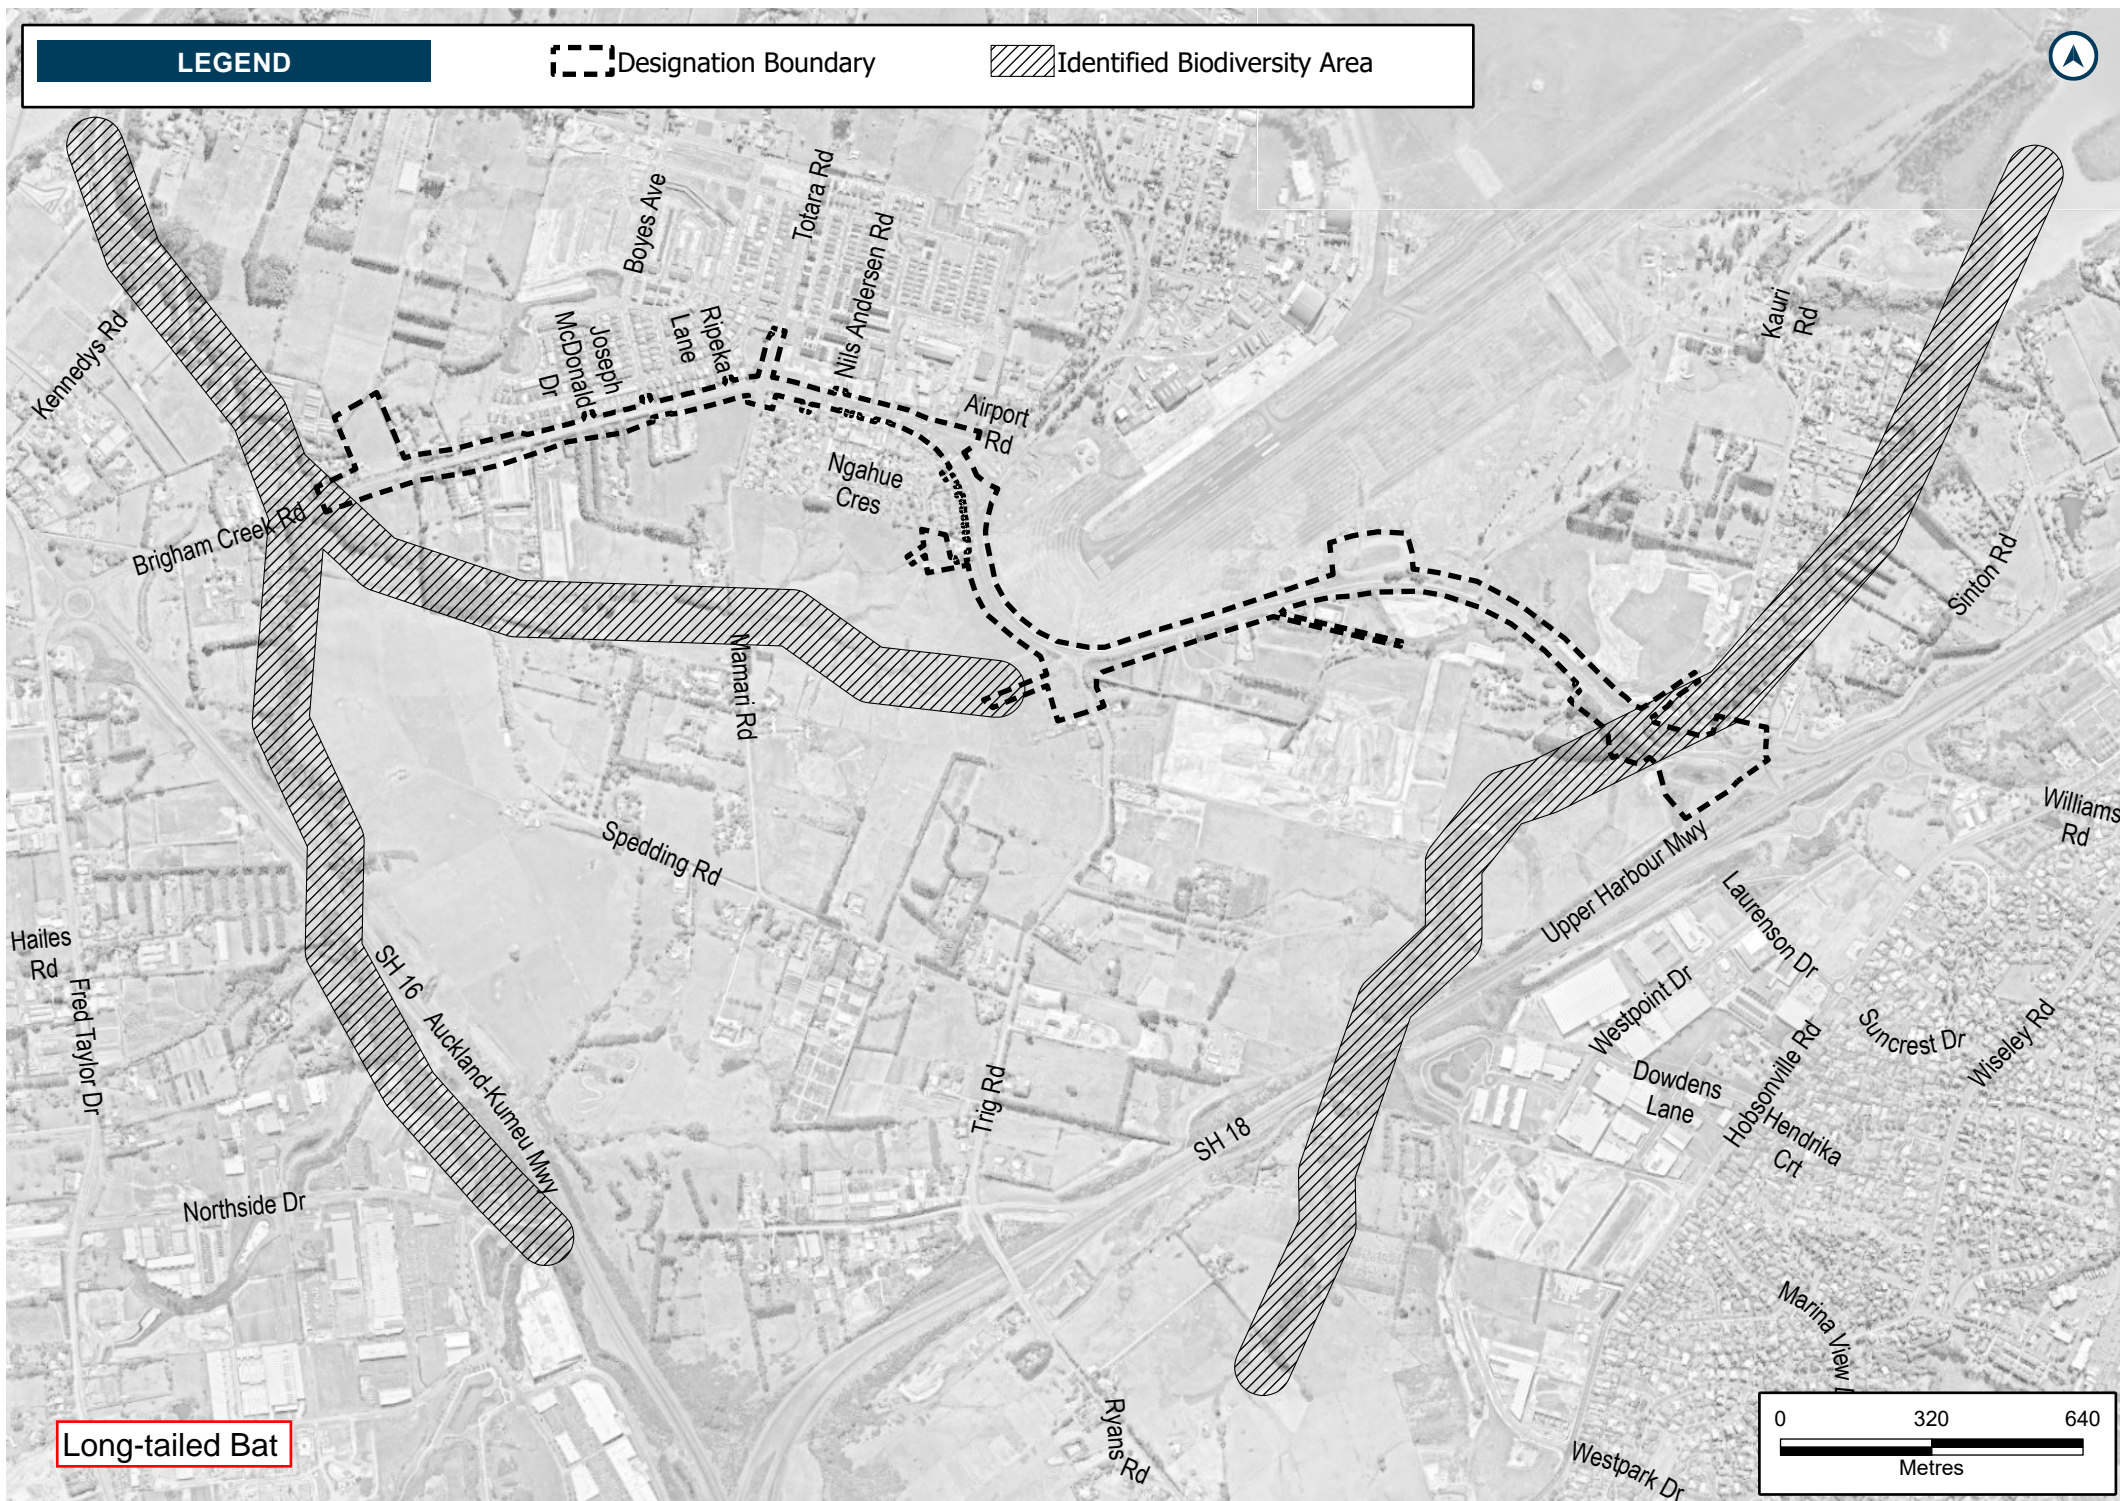 LEGEND
Designation Boundary
Identified Biodiversity Area
Boyes Ave
Totara Rd
Nils Andersen Rd
Kauri
Rd
Kennedys Rd
Joseph
McDonald
Dr
Ripeka
Lane
Airport
Rd
Ngahue
Cres
Brigham Creek Rd
Sinton Rd
Mamari Rd
Spedding Rd
Williams
Rd
Upper Harbour Mwy
Laurenson Dr
Hailes
Rd
Fred Taylor Dr
SH 16
Auckland-Kumeu Mwy
Westpoint Dr
Suncrest Dr
Wiseley Rd
Dowdens
Lane
Hobsonville Rd
Hendrika
Crt
Trig Rd
SH 18
Northside Dr
Marina View
Ryans Rd
Westpark Dr
Long-tailed Bat
0 320 640
Metres